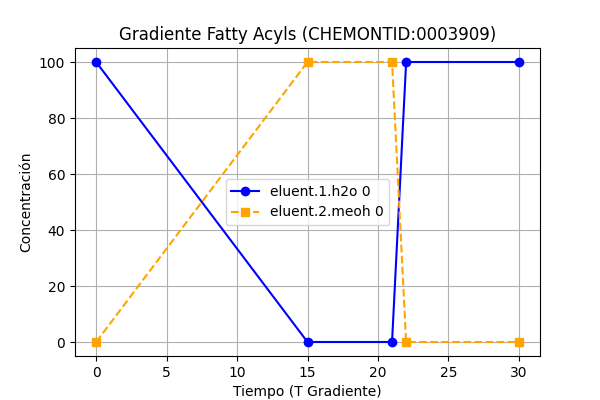 Gradiente Fatty Acyls (CHEMONTID:0003909)
Concentración
100
80
60
40
20
0
eluent.1.h2o 0
eluent.2.meoh 0
0 5 10 15 20 25 30
Tiempo (T Gradiente)